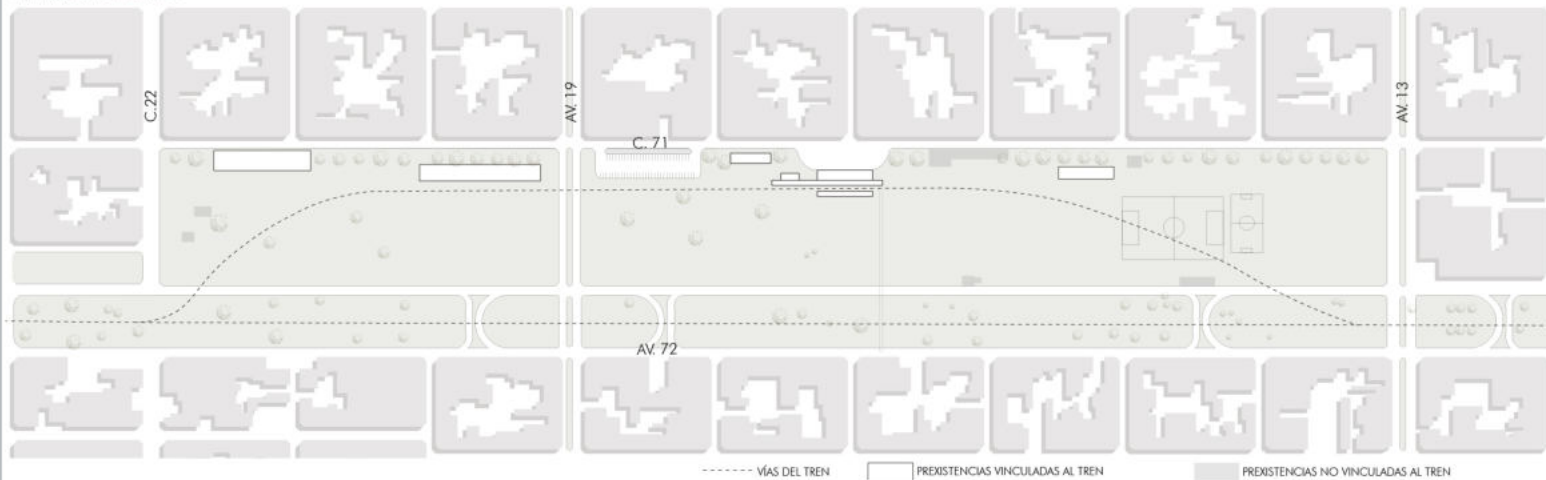 C.22
AV. 19
AV. 13
C. 71
AV. 72
VÍAS DEL TREN
PREXISTENCIAS VINCULADAS AL TREN
PREXISTENCIAS NO VINCULADAS AL TREN